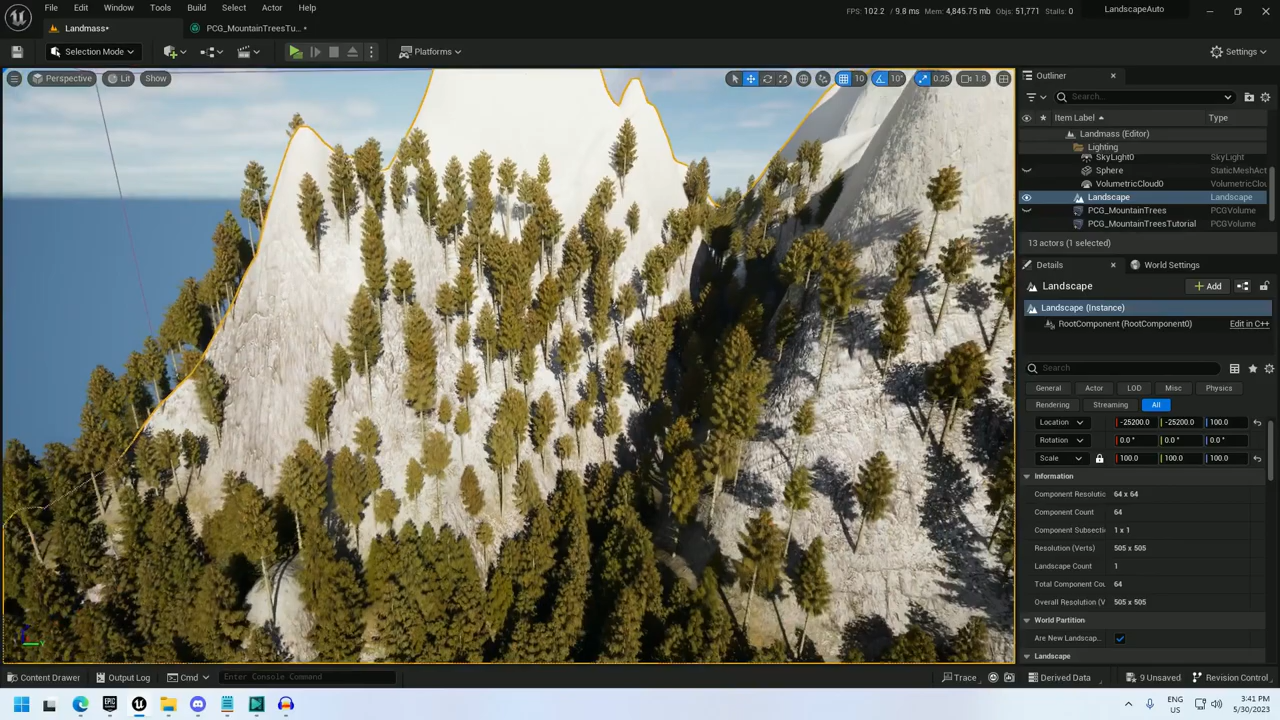 File Edit Window Tools Build Select Actor Help
FPS: 102.2 / 9.8 ms Mem: 4,845.75 mb Objs: 51,771 Stalls: 0
LandscapeAuto
Landmass•
PCG_MountainTreesTu... •
Selection Mode
Platforms
Settings
Perspective
Lit
Show
10
10°
0.25
1.8
Outliner
Search...
Item Label
Type
Landmass (Editor)
Lighting
SkyLight0 SkyLight
Sphere StaticMeshAct
VolumetricCloud0 VolumetricClou
Landscape Landscape
PCG_MountainTrees PCGVolume
PCG_MountainTreesTutorial PCGVolume
13 actors (1 selected)
Details
World Settings
Landscape
Add
Landscape (Instance)
RootComponent (RootComponent0) Edit in C++
Search
General Actor LOD Misc Physics
Rendering Streaming All
Location -25200.0 -25200.0 100.0
Rotation 0.0 ° 0.0 ° 0.0 °
Scale 100.0 100.0 100.0
Information
Component Resolutic 64 x 64
Component Count 64
Component Subsecti 1 x 1
Resolution (Verts) 505 x 505
Landscape Count 1
Total Component Cou 64
Overall Resolution (V 505 x 505
World Partition
Are New Landscap...
Landscape
Content Drawer
Output Log
Cmd
Enter Console Command
Trace
Derived Data
9 Unsaved
Revision Control
ENG
US
3:41 PM
5/30/2023